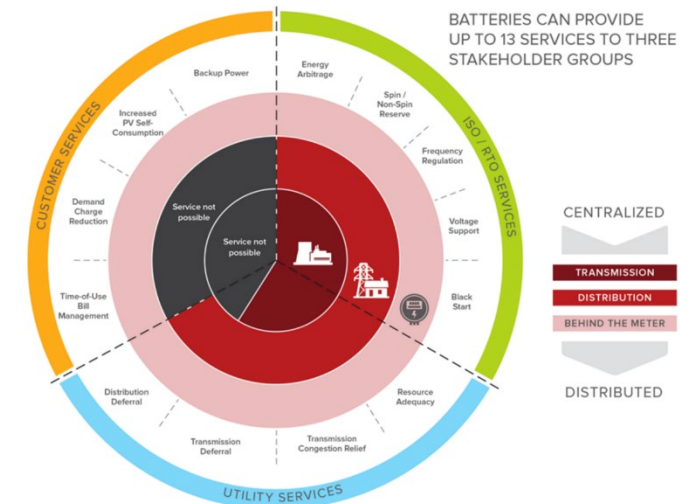 BATTERIES CAN PROVIDE
UP TO 13 SERVICES TO THREE
STAKEHOLDER GROUPS
CUSTOMER SERVICES
ISO / RTO SERVICES
UTILITY SERVICES
Backup Power
Increased
PV Self-
Consumption
Demand
Charge
Reduction
Time-of-Use
Bill
Management
Energy
Arbitrage
Spin /
Non-Spin
Reserve
Frequency
Regulation
Voltage
Support
Black
Start
Resource
Adequacy
Transmission
Congestion Relief
Transmission
Deferral
Distribution
Deferral
Service not
possible
Service not
possible
CENTRALIZED
TRANSMISSION
DISTRIBUTION
BEHIND THE METER
DISTRIBUTED